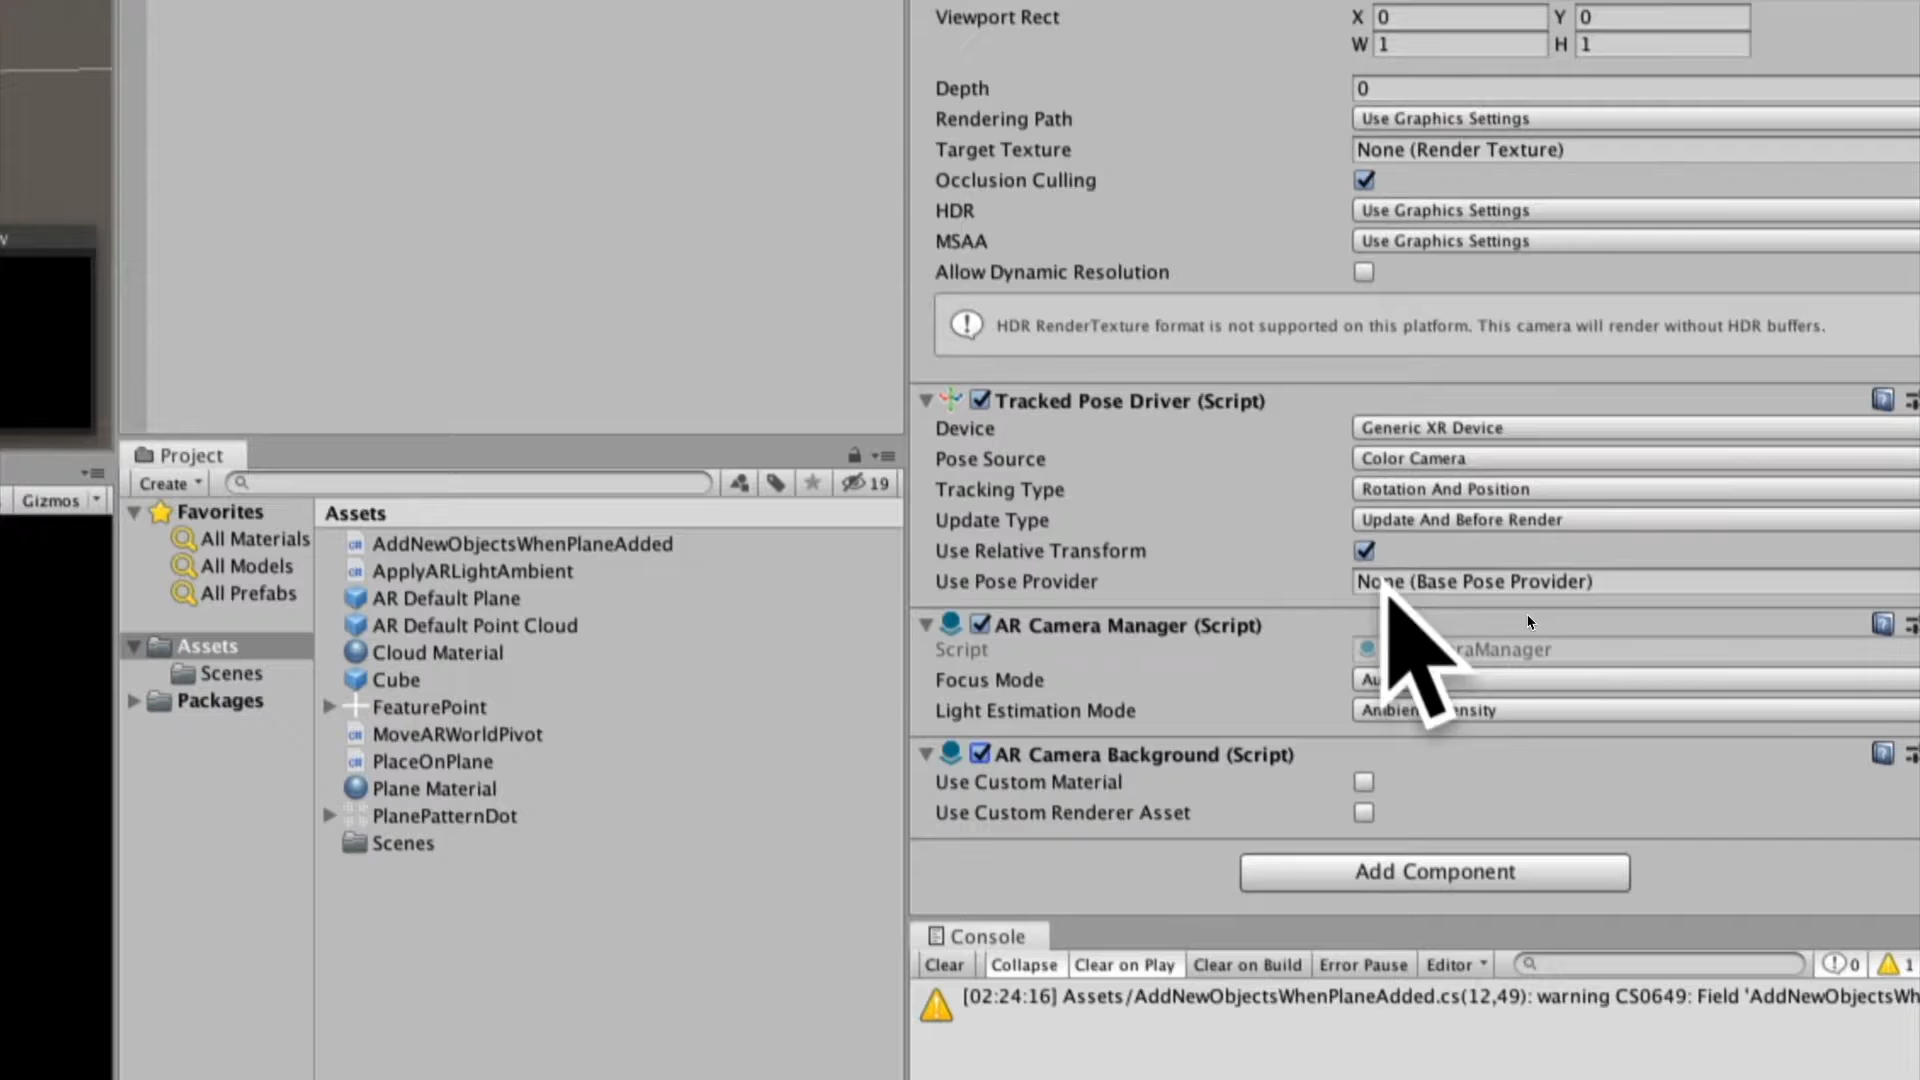 Viewport Rect X 0 Y 0
W 1 H 1
Depth 0
Rendering Path Use Graphics Settings
Target Texture None (Render Texture)
Occlusion Culling
HDR Use Graphics Settings
MSAA Use Graphics Settings
Allow Dynamic Resolution
HDR RenderTexture format is not supported on this platform. This camera will render without HDR buffers.
Tracked Pose Driver (Script)
Device Generic XR Device
Pose Source Color Camera
Tracking Type Rotation And Position
Update Type Update And Before Render
Use Relative Transform
Use Pose Provider None (Base Pose Provider)
AR Camera Manager (Script)
Script raManager
Focus Mode Au
Light Estimation Mode Ambien nsity
AR Camera Background (Script)
Use Custom Material
Use Custom Renderer Asset
Add Component
Gizmos
Project
Create 19
Favorites
All Materials
All Models
All Prefabs
Assets
Scenes
Packages
Assets
AddNewObjectsWhenPlaneAdded
ApplyARLightAmbient
AR Default Plane
AR Default Point Cloud
Cloud Material
Cube
FeaturePoint
MoveARWorldPivot
PlaceOnPlane
Plane Material
PlanePatternDot
Scenes
Console
Clear Collapse Clear on Play Clear on Build Error Pause Editor 0 1
[02:24:16] Assets/AddNewObjectsWhenPlaneAdded.cs(12,49): warning CS0649: Field 'AddNewObjectsWh